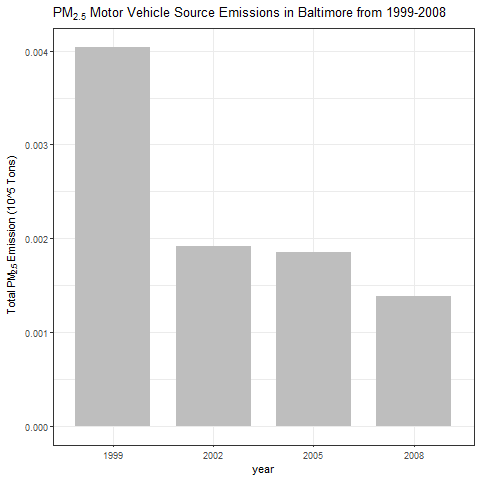 PM2.5 Motor Vehicle Source Emissions in Baltimore from 1999-2008
Total PM2.5 Emission (10^5 Tons)
0.004
0.003
0.002
0.001
0.000
1999 2002 2005 2008
year